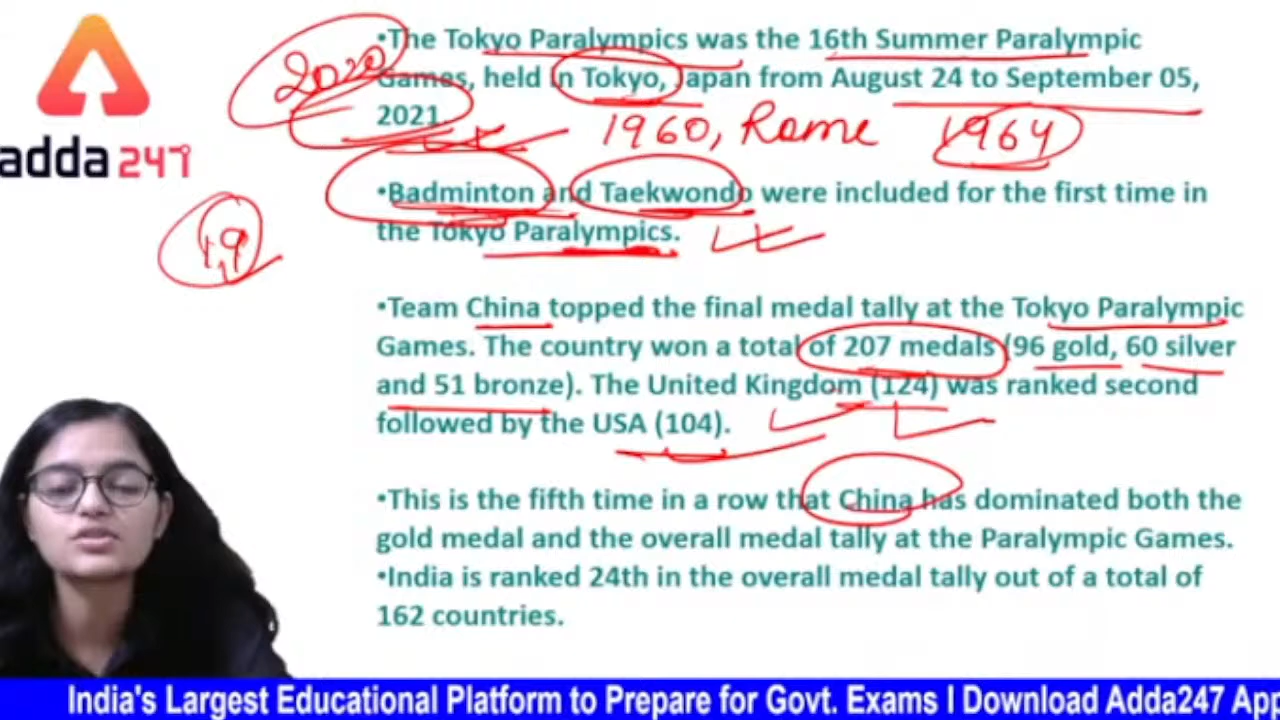 •The Tokyo Paralympics was the 16th Summer Paralympic
Games, held in Tokyo, Japan from August 24 to September 05,
2021.
2020
1960, Rome 1964
adda 247
•Badminton and Taekwondo were included for the first time in
the Tokyo Paralympics.
19
•Team China topped the final medal tally at the Tokyo Paralympic
Games. The country won a total of 207 medals (96 gold, 60 silver
and 51 bronze). The United Kingdom (124) was ranked second
followed by the USA (104).
•This is the fifth time in a row that China has dominated both the
gold medal and the overall medal tally at the Paralympic Games.
•India is ranked 24th in the overall medal tally out of a total of
162 countries.
India's Largest Educational Platform to Prepare for Govt. Exams I Download Adda247 App